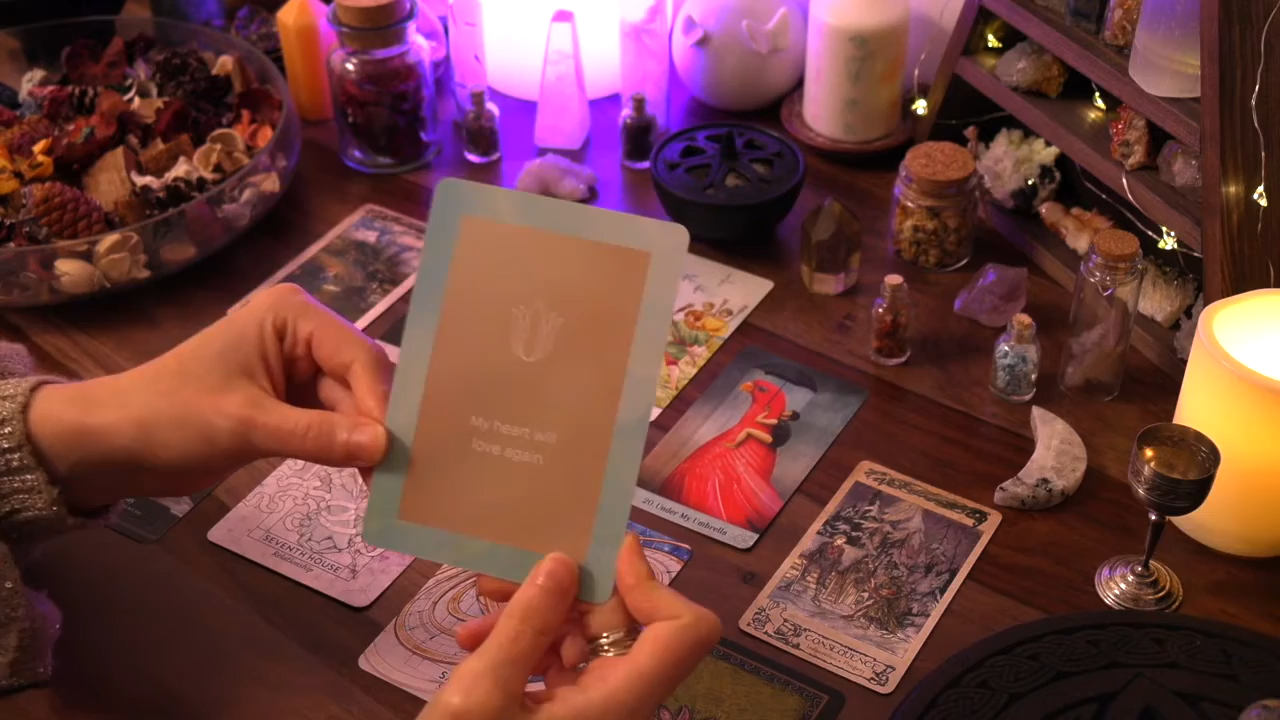 My heart will
love again.
20. Under My Umbrella
SEVENTH HOUSE
Relationship
CONSEQUENCE